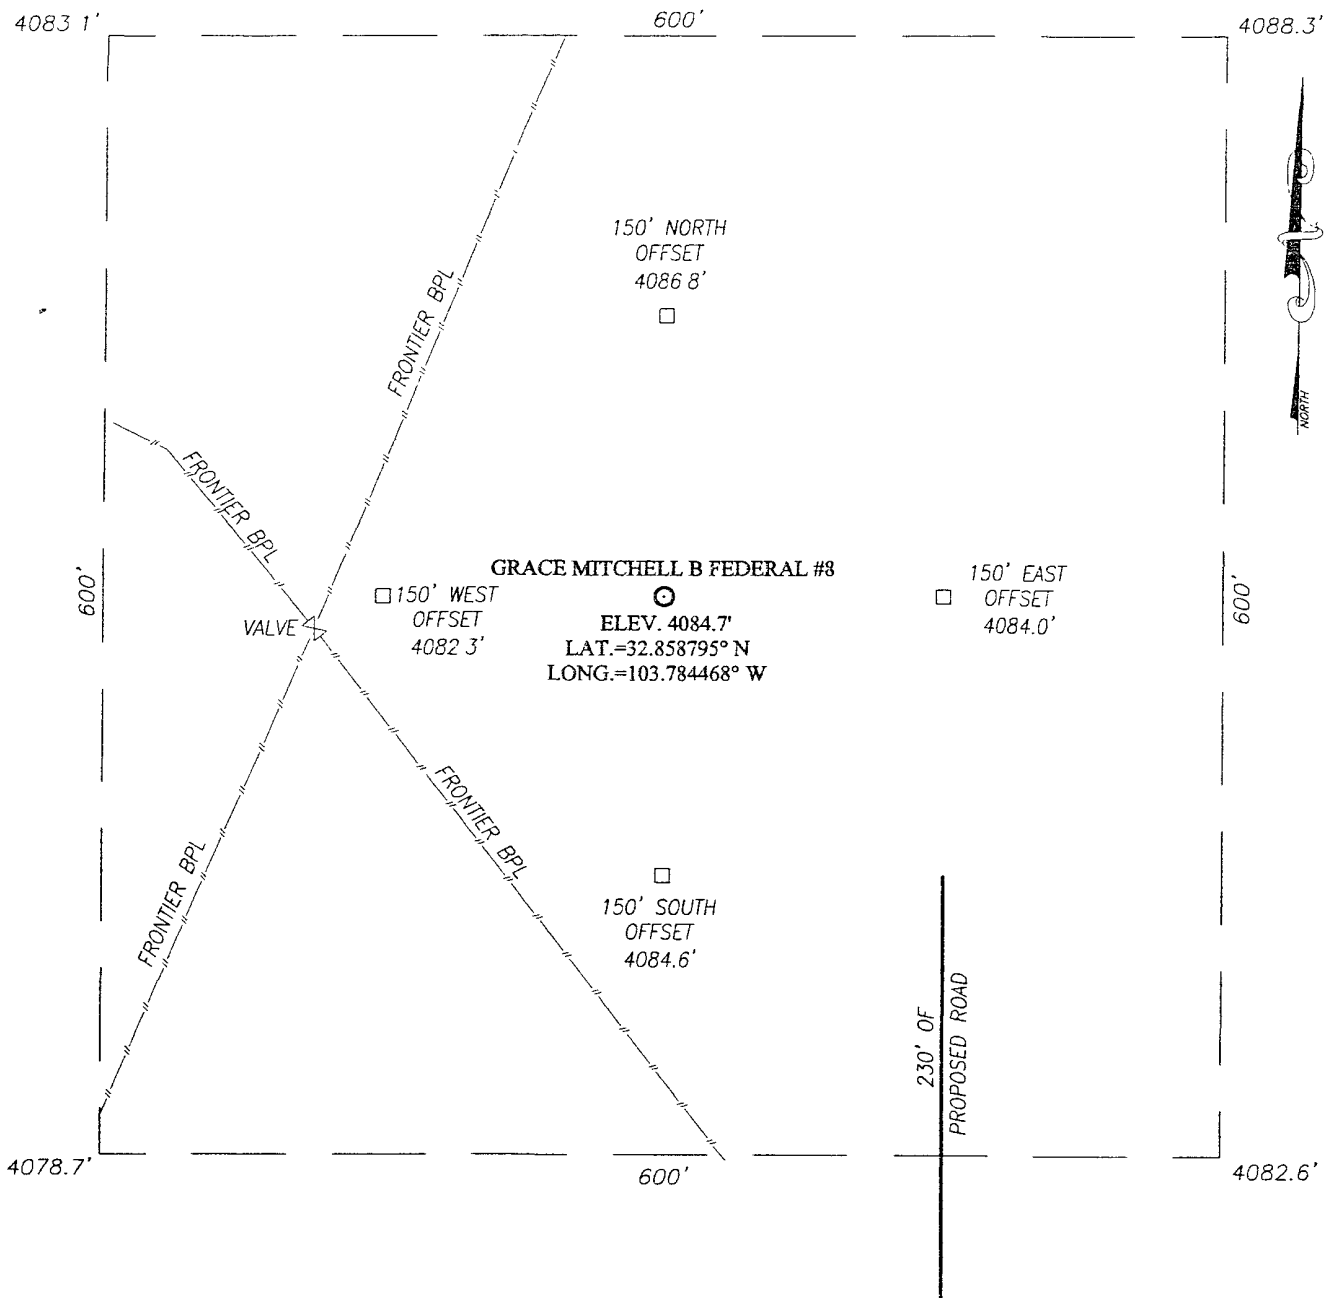 4083 1'
600'
4088.3'
NORTH
150' NORTH
OFFSET
4086 8'
FRONTIER BPL
FRONTIER BPL
600'
150' WEST
OFFSET
4082 3'
VALVE
GRACE MITCHELL B FEDERAL #8
ELEV. 4084.7'
LAT.=32.858795° N
LONG.=103.784468° W
150' EAST
OFFSET
4084.0'
600'
FRONTIER BPL
FRONTIER BPL
150' SOUTH
OFFSET
4084.6'
230' OF
PROPOSED ROAD
4078.7'
600'
4082.6'